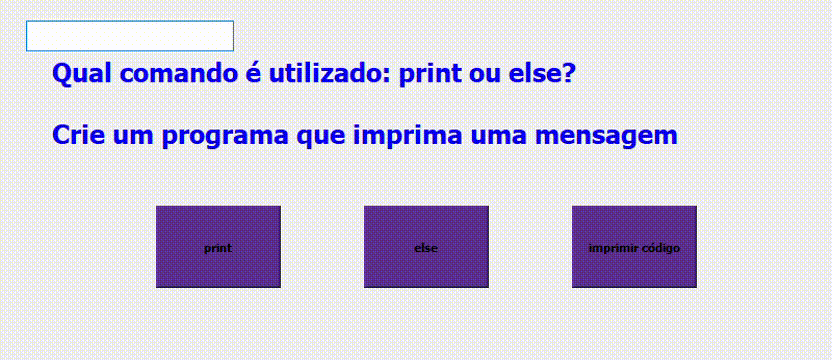 Qual comando é utilizado: print ou else?
Crie um programa que imprima uma mensagem
print
else
imprimir código